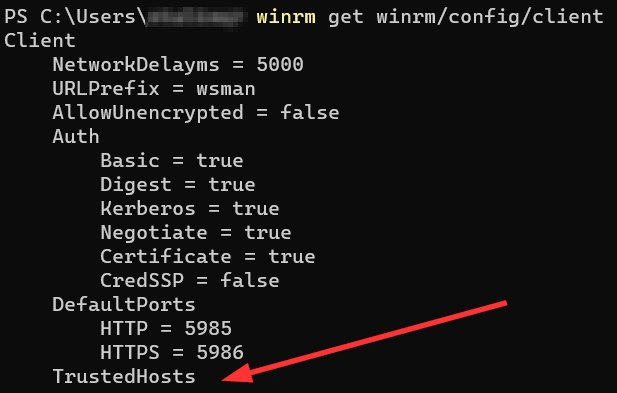 PS C:\Users\ winrm get winrm/config/client
Client
NetworkDelayms = 5000
URLPrefix = wsman
AllowUnencrypted = false
Auth
Basic = true
Digest = true
Kerberos = true
Negotiate = true
Certificate = true
CredSSP = false
DefaultPorts
HTTP = 5985
HTTPS = 5986
TrustedHosts